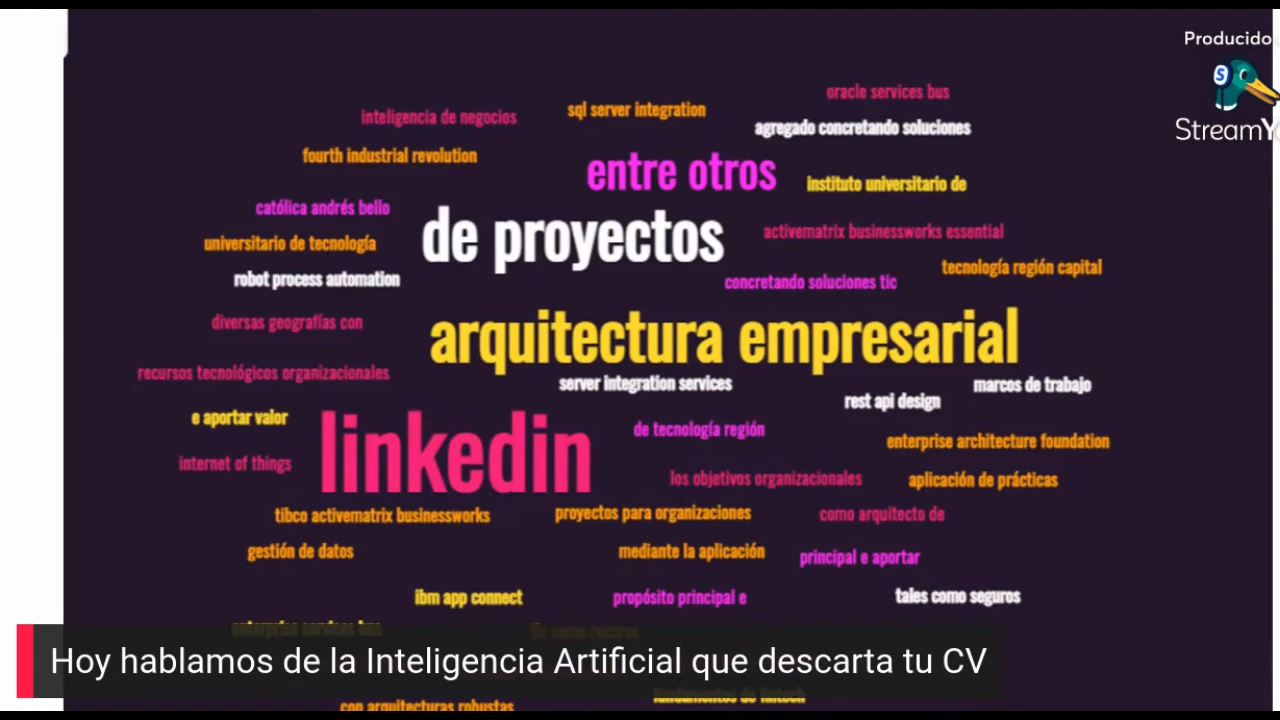 Producido
StreamY
oracle services bus
sql server integration
inteligencia de negocios
agregado concretando soluciones
fourth industrial revolution
entre otros
instituto universitario de
católica andrés bello
de proyectos
activematrix businessworks essential
universitario de tecnología
tecnología región capital
robot process automation
concretando soluciones tic
diversas geografías con
arquitectura empresarial
recursos tecnológicos organizacionales
server integration services
marcos de trabajo
rest api design
e aportar valor
linkedin
de tecnología región
enterprise architecture foundation
internet of things
los objetivos organizacionales
aplicación de prácticas
tibco activematrix businessworks
proyectos para organizaciones
como arquitecto de
gestión de datos
mediante la aplicación
principal e aportar
ibm app connect
propósito principal e
tales como seguros
enterprise services bus
Hoy hablamos de la Inteligencia Artificial que descarta tu CV
fundamentos de fintech
con arquitecturas robustas